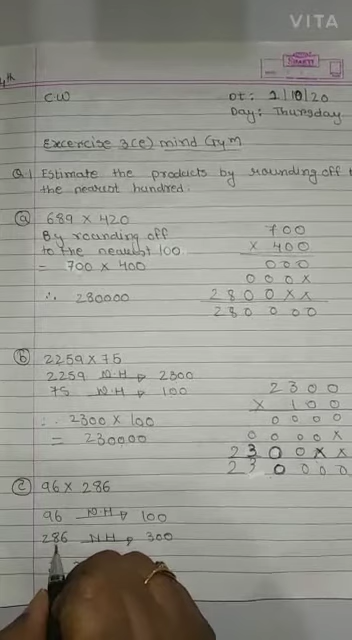 VITA
4th
CW
Dt: 1/10/20
Day: Thursday
Excercise 3(e) mind Gym
Q.1 Estimate the products by rounding off t
the nearest hundred.
(a) 689 × 420
By rounding off
to the nearest 100.
= 700 × 400
∴ 280000
700
× 400
000
000×
2800××
280000
(b) 2259 × 75
2259 N.H → 2300
75 N.H → 100
∴ 2300 × 100
= 230000
2300
× 100
0000
0000×
2300××
230000
(c) 96 × 286
96 N.H → 100
286 N.H → 300